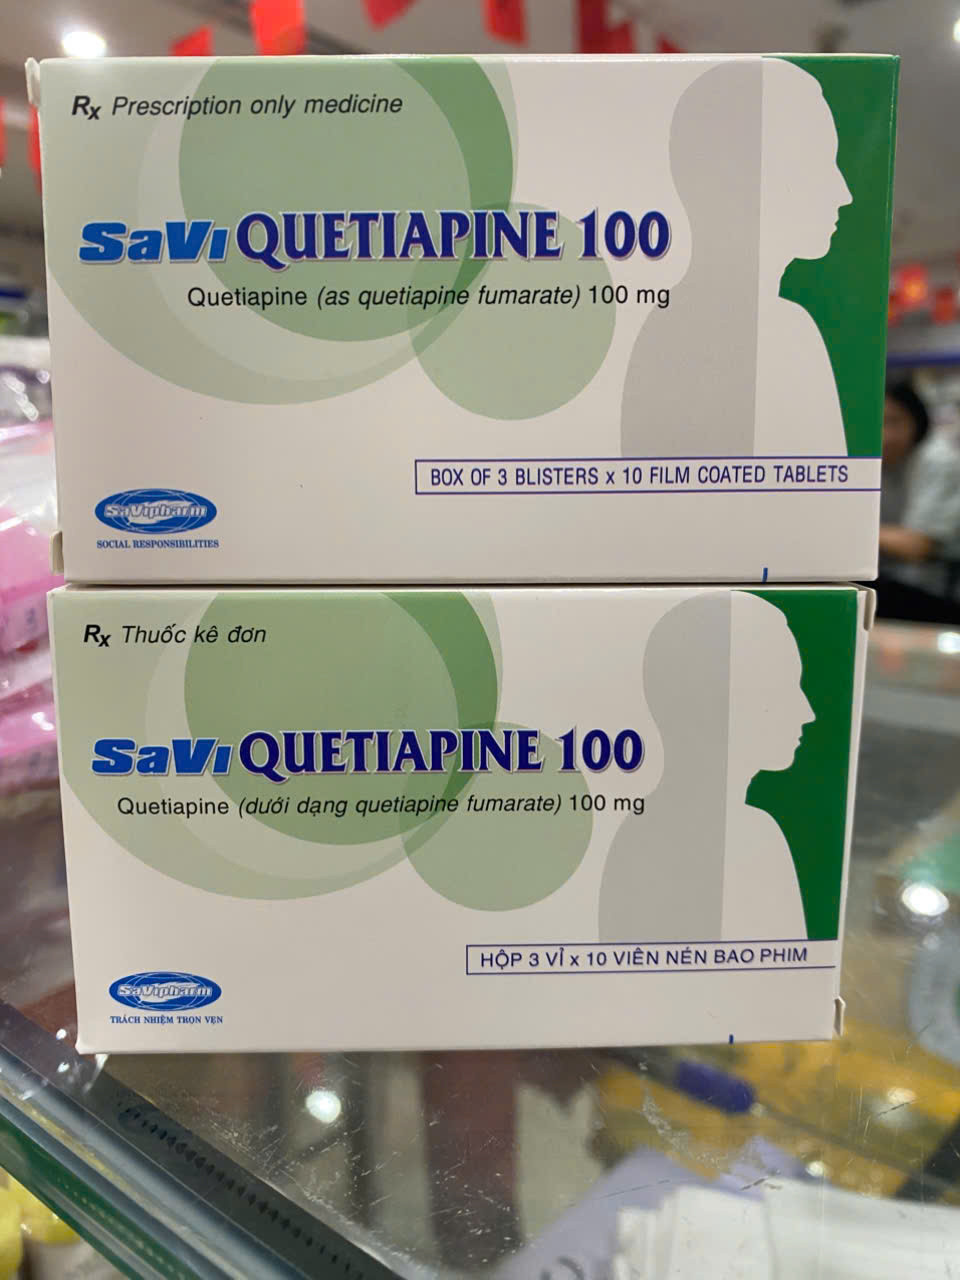 Rx Prescription only medicine
SaVi QUETIAPINE 100
Quetiapine (as quetiapine fumarate) 100 mg
BOX OF 3 BLISTERS x 10 FILM COATED TABLETS
SaVipharm
SOCIAL RESPONSIBILITIES
Rx Thuốc kê đơn
SaVi QUETIAPINE 100
Quetiapine (dưới dạng quetiapine fumarate) 100 mg
HỘP 3 VỈ x 10 VIÊN NÉN BAO PHIM
SaVipharm
TRÁCH NHIỆM TRỌN VẸN